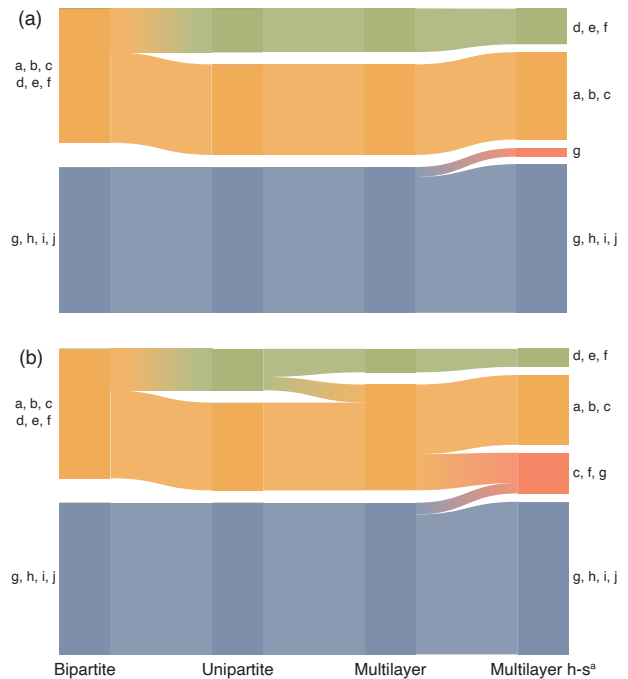 (a)
a, b, c
d, e, f
g, h, i, j
d, e, f
a, b, c
g
g, h, i, j
(b)
a, b, c
d, e, f
g, h, i, j
d, e, f
a, b, c
c, f, g
g, h, i, j
Bipartite Unipartite Multilayer Multilayer h-sª